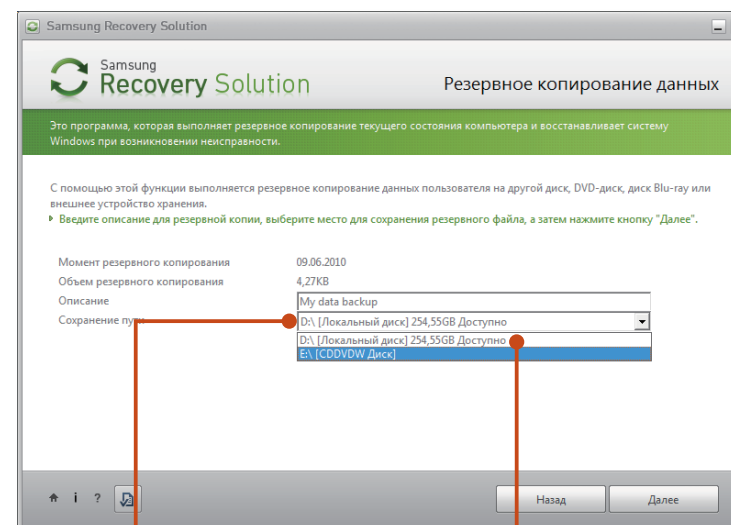 Samsung Recovery Solution
Samsung
Recovery Solution
Резервное копирование данных
Это программа, которая выполняет резервное копирование текущего состояния компьютера и восстанавливает систему
Windows при возникновении неисправности.
С помощью этой функции выполняется резервное копирование данных пользователя на другой диск, DVD-диск, диск Blu-ray или
внешнее устройство хранения.
Введите описание для резервной копии, выберите место для сохранения резервного файла, а затем нажмите кнопку "Далее".
Момент резервного копирования 09.06.2010
Объем резервного копирования 4,27KB
Описание My data backup
Сохранение пути D:\ [Локальный диск] 254,55GB Доступно
D:\ [Локальный диск] 254,55GB Доступно
E:\ [CDDVDW Диск]
i ? Назад Далее